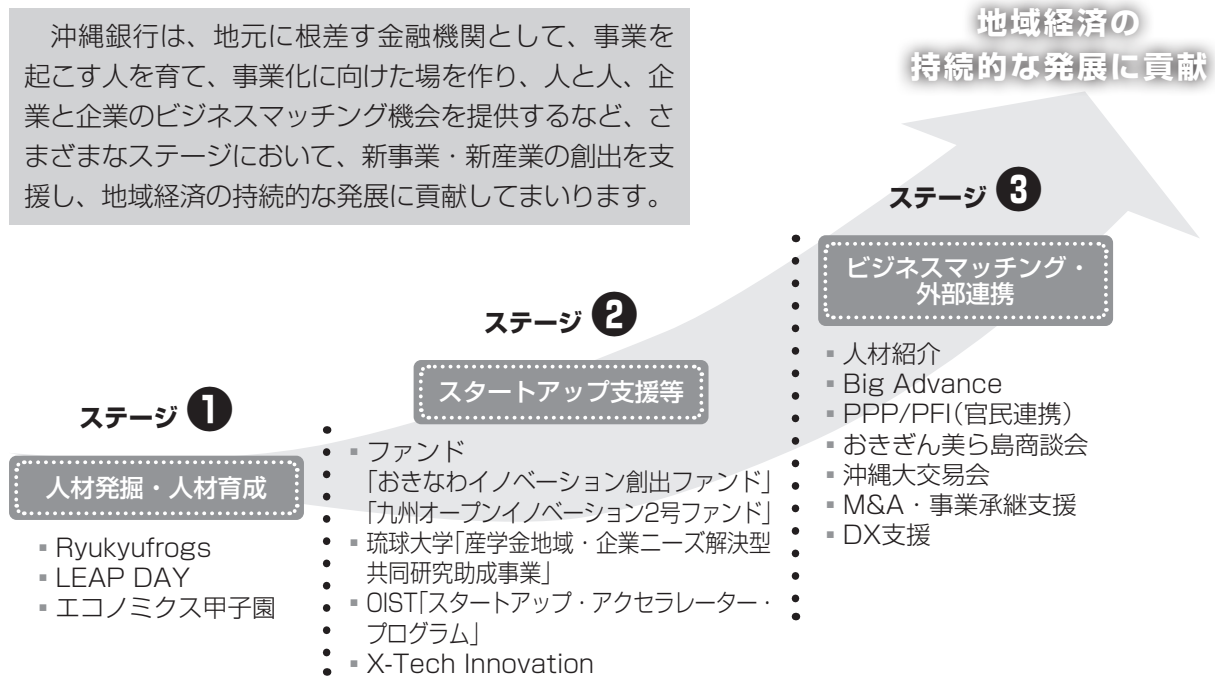 沖縄銀行は、地元に根差す金融機関として、事業を
起こす人を育て、事業化に向けた場を作り、人と人、企
業と企業のビジネスマッチング機会を提供するなど、さ
まざまなステージにおいて、新事業・新産業の創出を支
援し、地域経済の持続的な発展に貢献してまいります。
地域経済の
持続的な発展に貢献
ステージ ❶
人材発掘・人材育成
▪ Ryukyufrogs
▪ LEAP DAY
▪ エコノミクス甲子園
ステージ ❷
スタートアップ支援等
▪ ファンド
「おきなわイノベーション創出ファンド」
「九州オープンイノベーション2号ファンド」
▪ 琉球大学「産学金地域・企業ニーズ解決型
共同研究助成事業」
▪ OIST「スタートアップ・アクセラレーター・
プログラム」
▪ X-Tech Innovation
ステージ ❸
ビジネスマッチング・
外部連携
▪ 人材紹介
▪ Big Advance
▪ PPP/PFI(官民連携)
▪ おきぎん美ら島商談会
▪ 沖縄大交易会
▪ M&A・事業承継支援
▪ DX支援